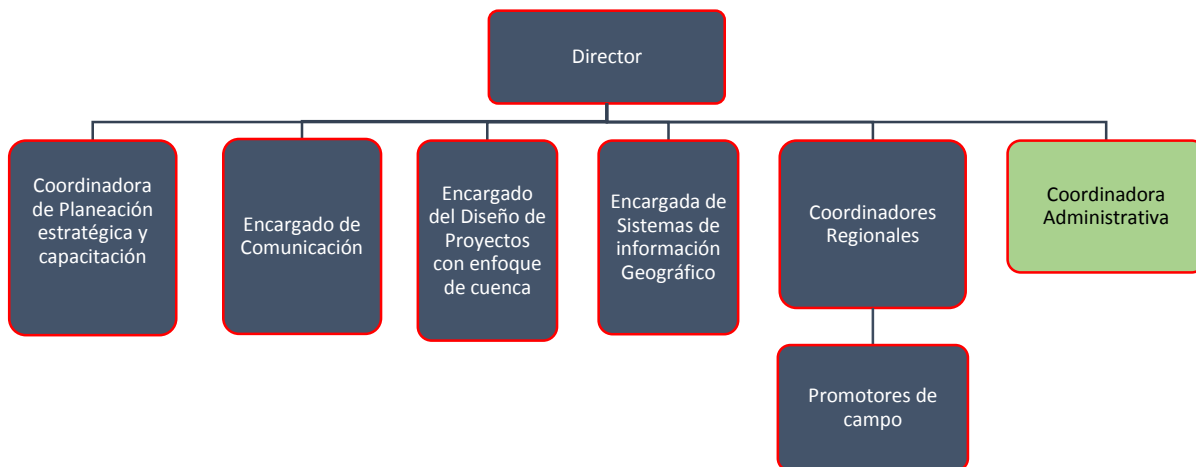 Director
Coordinadora
de Planeación
estratégica y
capacitación
Encargado de
Comunicación
Encargado
del Diseño de
Proyectos
con enfoque
de cuenca
Encargada de
Sistemas de
información
Geográfico
Coordinadores
Regionales
Coordinadora
Administrativa
Promotores de
campo